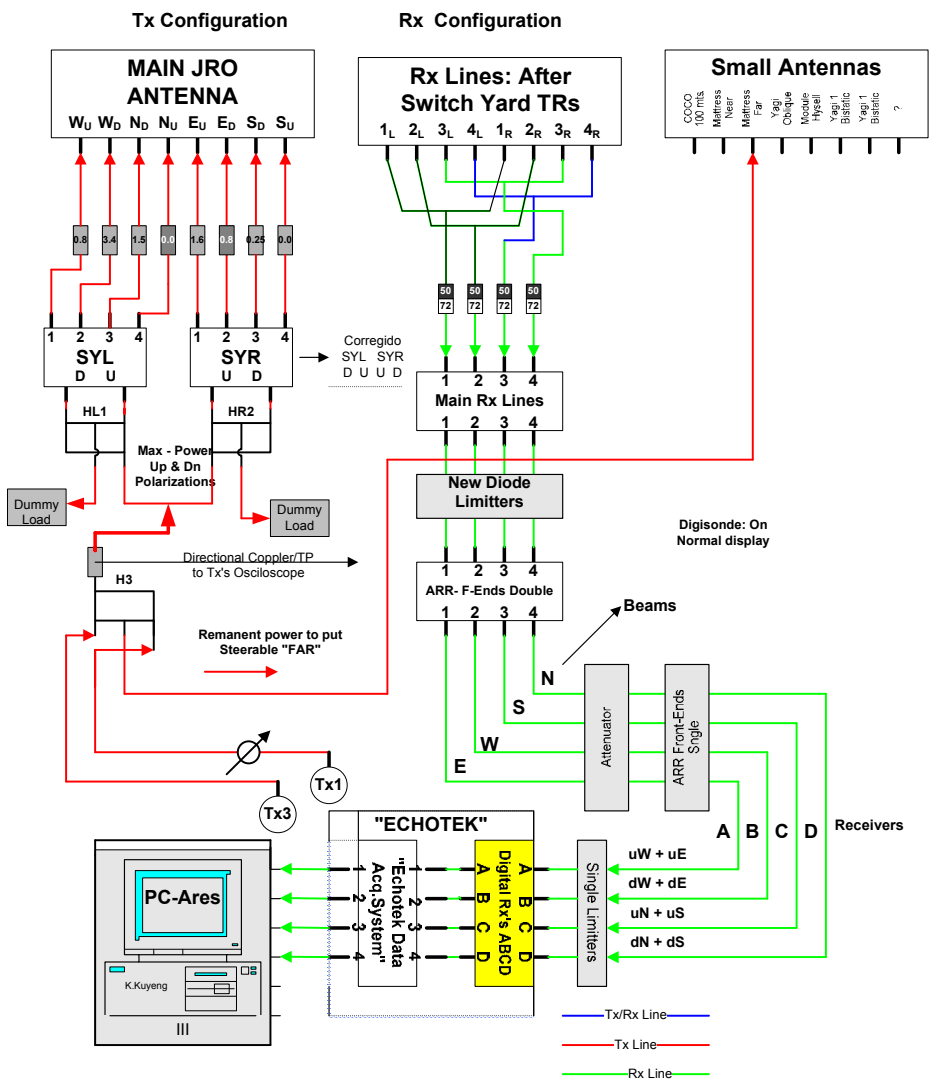 Tx Configuration
Rx Configuration
MAIN JRO
ANTENNA
WU WD ND NU EU ED SD SU
Rx Lines: After
Switch Yard TRs
1L 2L 3L 4L 1R 2R 3R 4R
Small Antennas
COCO
100 mts.
Mattress
Near
Mattress
Far
Yagi
Oblique
Module
Hysell
Yagi 1
Bistatic
Yagi 1
Bistatic
?
0.8 3.4 1.5 0.0 1.6 0.8 0.25 0.0
50 50 50 50
72 72 72 72
1 2 3 4
SYL
D U
1 2 3 4
SYR
U D
Corregido
SYL SYR
D U U D
HL1
HR2
1 2 3 4
Main Rx Lines
1 2 3 4
Max - Power
Up & Dn
Polarizations
Dummy
Load
Dummy
Load
New Diode
Limitters
Digisonde: On
Normal display
Directional Coppler/TP
to Tx's Osciloscope
H3
1 2 3 4
ARR- F-Ends Double
1 2 3 4
Beams
Remanent power to put
Steerable "FAR"
N
S
W
E
Attenuator
ARR Front-Ends
Sngle
Tx1
Tx3
A B C D
Receivers
"ECHOTEK"
PC-Ares
K.Kuyeng
III
1 2 3 4
"Echotek Data
Acq.System"
1 2 3 4
A B C D
Digital Rx's ABCD
A B C D
Single Limitters
uW + uE
dW + dE
uN + uS
dN + dS
Tx/Rx Line
Tx Line
Rx Line